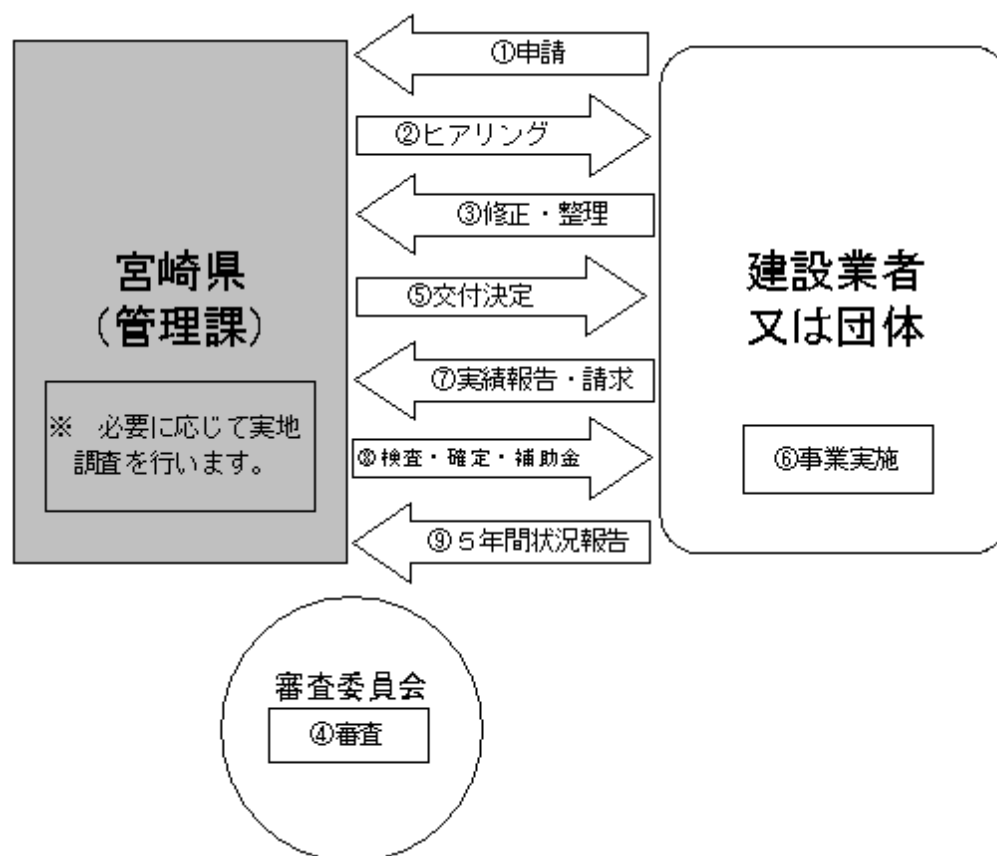 ①申請
②ヒアリング
③修正・整理
宮崎県
(管理課)
建設業者
又は団体
⑤交付決定
⑦実績報告・請求
※　必要に応じて実地
調査を行います。
⑧検査・確定・補助金
⑥事業実施
⑨５年間状況報告
審査委員会
④審査